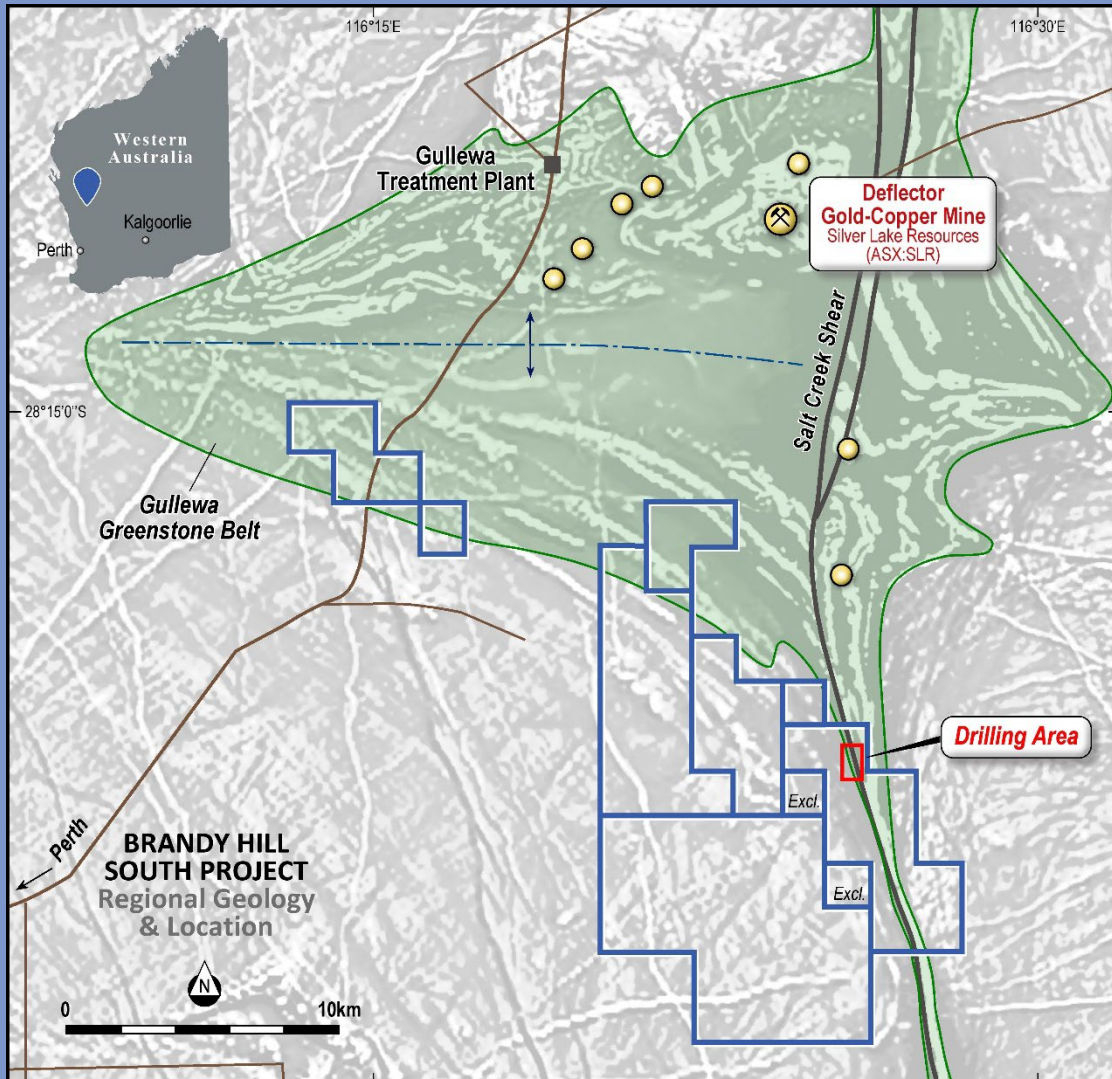 116°15'E
116°30'E
Western
Australia
Kalgoorlie
Perth
Gullewa
Treatment Plant
Deflector
Gold-Copper Mine
Silver Lake Resources
(ASX:SLR)
Salt Creek Shear
28°15'0"S
Gullewa
Greenstone Belt
Drilling Area
Excl.
Excl.
Perth
BRANDY HILL
SOUTH PROJECT
Regional Geology
& Location
N
0
10km